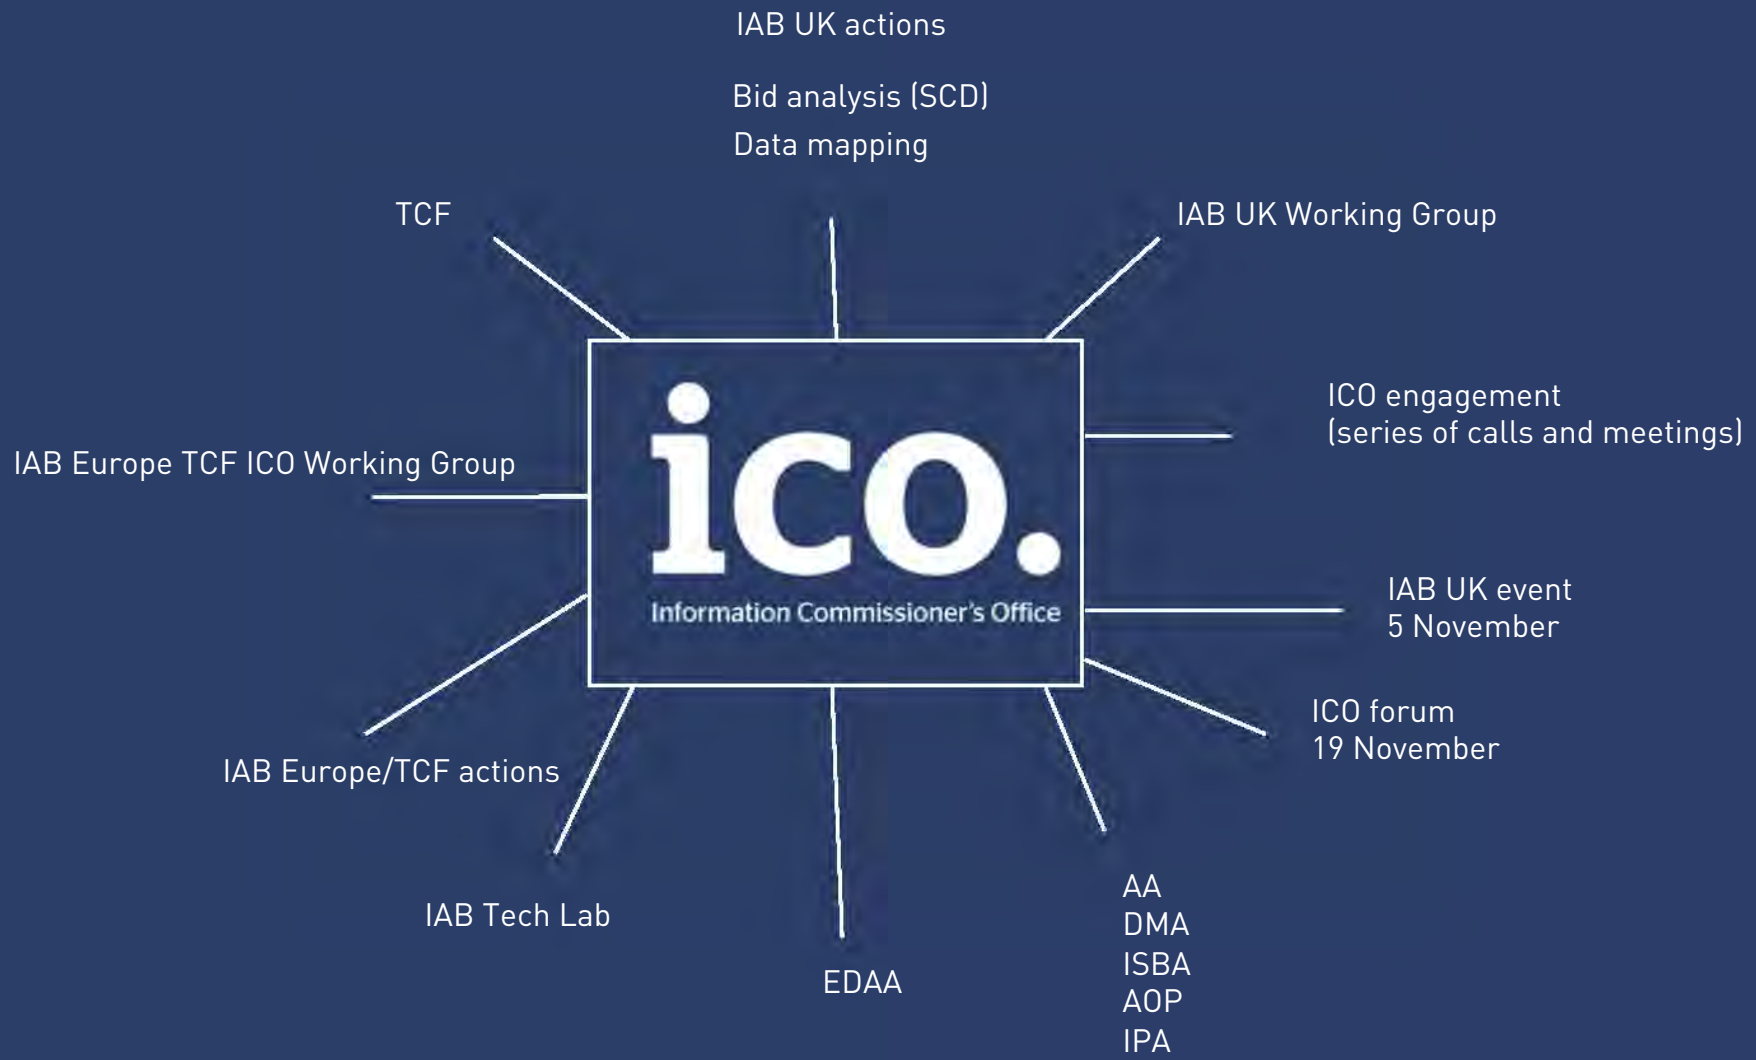 IAB UK actions
Bid analysis (SCD)
Data mapping
TCF
IAB UK Working Group
ICO engagement
(series of calls and meetings)
IAB Europe TCF ICO Working Group
ico.
Information Commissioner's Office
IAB UK event
5 November
ICO forum
19 November
IAB Europe/TCF actions
IAB Tech Lab
EDAA
AA
DMA
ISBA
AOP
IPA